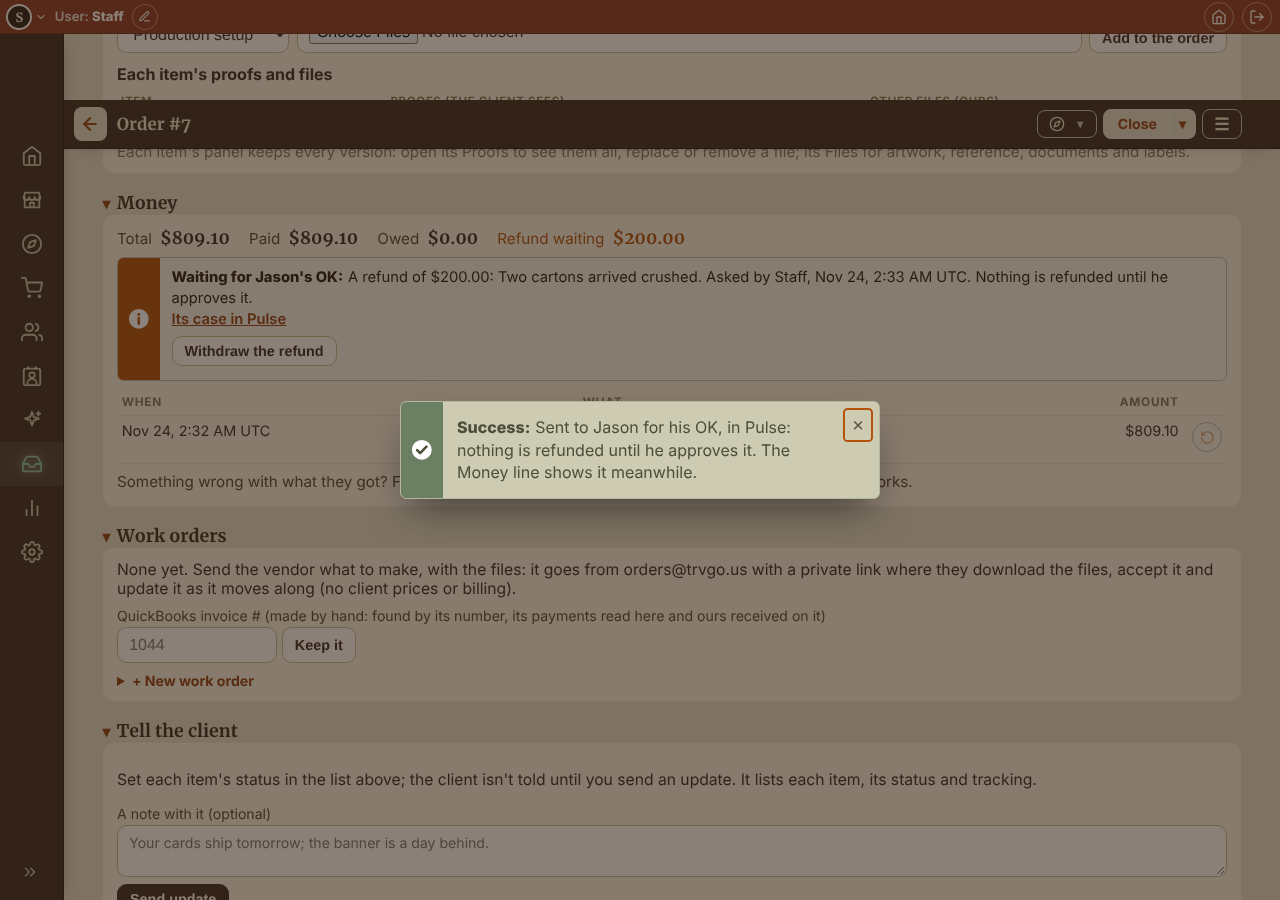 S
User: Staff
Production setup
Choose Files No file chosen
Add to the order
Each item's proofs and files
ITEM PROOFS (THE CLIENT SEES) OTHER FILES (OURS)
Order #7
Close ▾
Each item's panel keeps every version: open its Proofs to see them all, replace or remove a file; its Files for artwork, reference, documents and labels.
▾ Money
Total $809.10 Paid $809.10 Owed $0.00 Refund waiting $200.00
Waiting for Jason's OK: A refund of $200.00: Two cartons arrived crushed. Asked by Staff, Nov 24, 2:33 AM UTC. Nothing is refunded until he
approves it.
Its case in Pulse
Withdraw the refund
WHEN WHAT AMOUNT
Nov 24, 2:32 AM UTC $809.10
Success: Sent to Jason for his OK, in Pulse:
nothing is refunded until he approves it. The
Money line shows it meanwhile.
Something wrong with what they got?
▾ Work orders
None yet. Send the vendor what to make, with the files: it goes from orders@trvgo.us with a private link where they download the files, accept it and
update it as it moves along (no client prices or billing).
QuickBooks invoice # (made by hand: found by its number, its payments read here and ours received on it)
1044
Keep it
+ New work order
▾ Tell the client
Set each item's status in the list above; the client isn't told until you send an update. It lists each item, its status and tracking.
A note with it (optional)
Your cards ship tomorrow; the banner is a day behind.
Send update